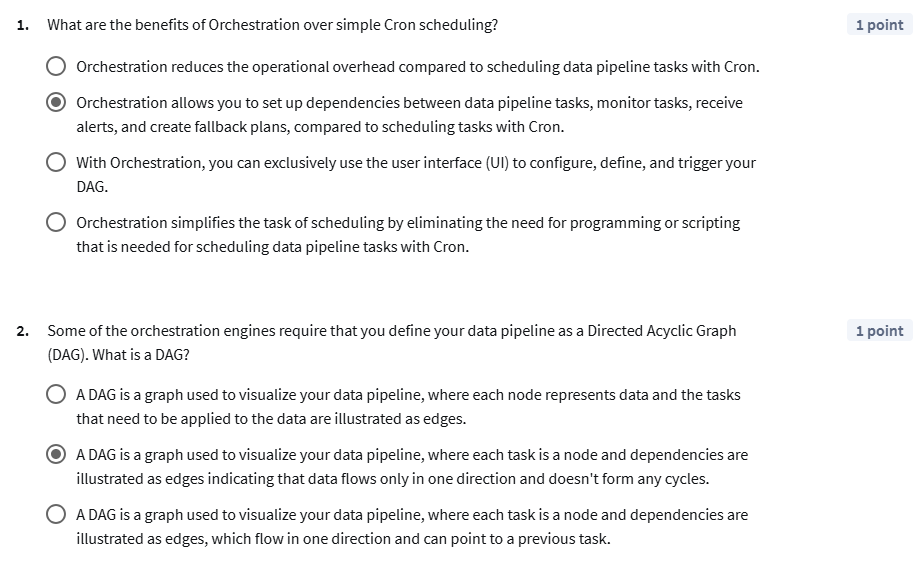 1. What are the benefits of Orchestration over simple Cron scheduling? 1 point
Orchestration reduces the operational overhead compared to scheduling data pipeline tasks with Cron.
Orchestration allows you to set up dependencies between data pipeline tasks, monitor tasks, receive
alerts, and create fallback plans, compared to scheduling tasks with Cron.
With Orchestration, you can exclusively use the user interface (UI) to configure, define, and trigger your
DAG.
Orchestration simplifies the task of scheduling by eliminating the need for programming or scripting
that is needed for scheduling data pipeline tasks with Cron.
2. Some of the orchestration engines require that you define your data pipeline as a Directed Acyclic Graph 1 point
(DAG). What is a DAG?
A DAG is a graph used to visualize your data pipeline, where each node represents data and the tasks
that need to be applied to the data are illustrated as edges.
A DAG is a graph used to visualize your data pipeline, where each task is a node and dependencies are
illustrated as edges indicating that data flows only in one direction and doesn't form any cycles.
A DAG is a graph used to visualize your data pipeline, where each task is a node and dependencies are
illustrated as edges, which flow in one direction and can point to a previous task.